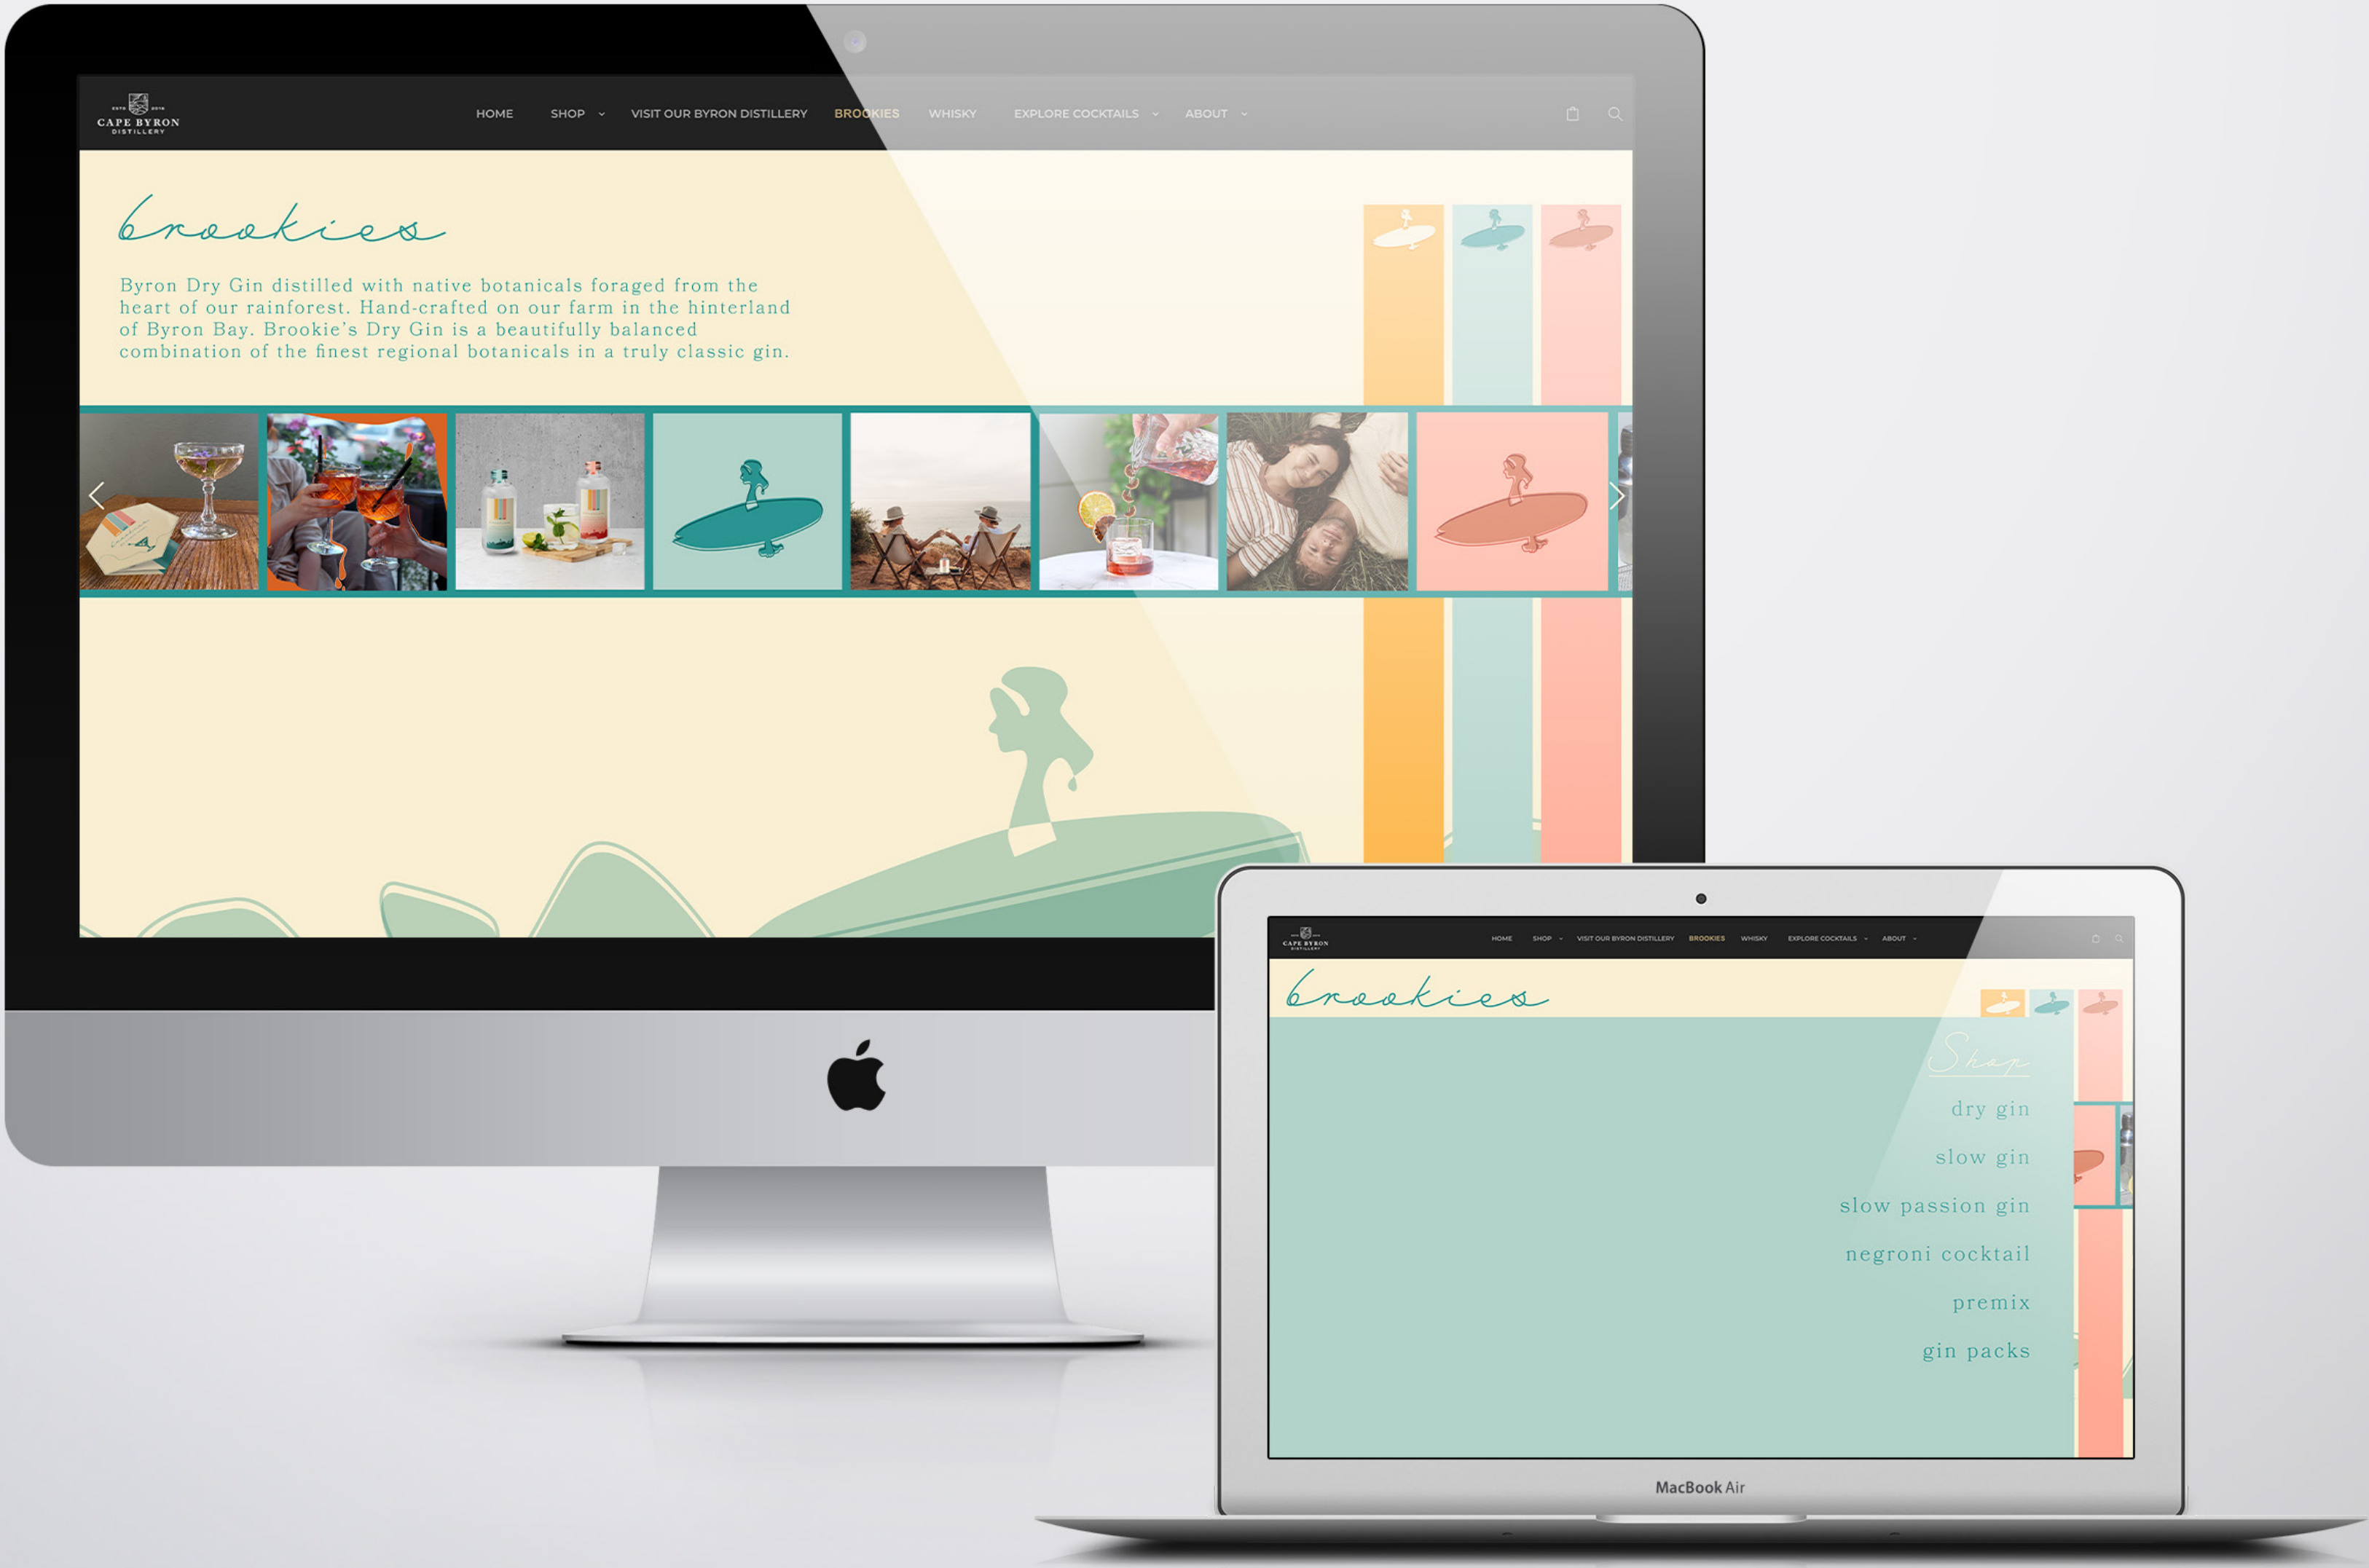 ESTD 2016
CAPE BYRON
DISTILLERY
HOME SHOP VISIT OUR BYRON DISTILLERY BROOKIES WHISKY EXPLORE COCKTAILS ABOUT
brookies
Byron Dry Gin distilled with native botanicals foraged from the
heart of our rainforest. Hand-crafted on our farm in the hinterland
of Byron Bay. Brookie's Dry Gin is a beautifully balanced
combination of the finest regional botanicals in a truly classic gin.
CAPE BYRON
DISTILLERY
HOME SHOP VISIT OUR BYRON DISTILLERY BROOKIES WHISKY EXPLORE COCKTAILS ABOUT
brookies
Shop
dry gin
slow gin
slow passion gin
negroni cocktail
premix
gin packs
MacBook Air